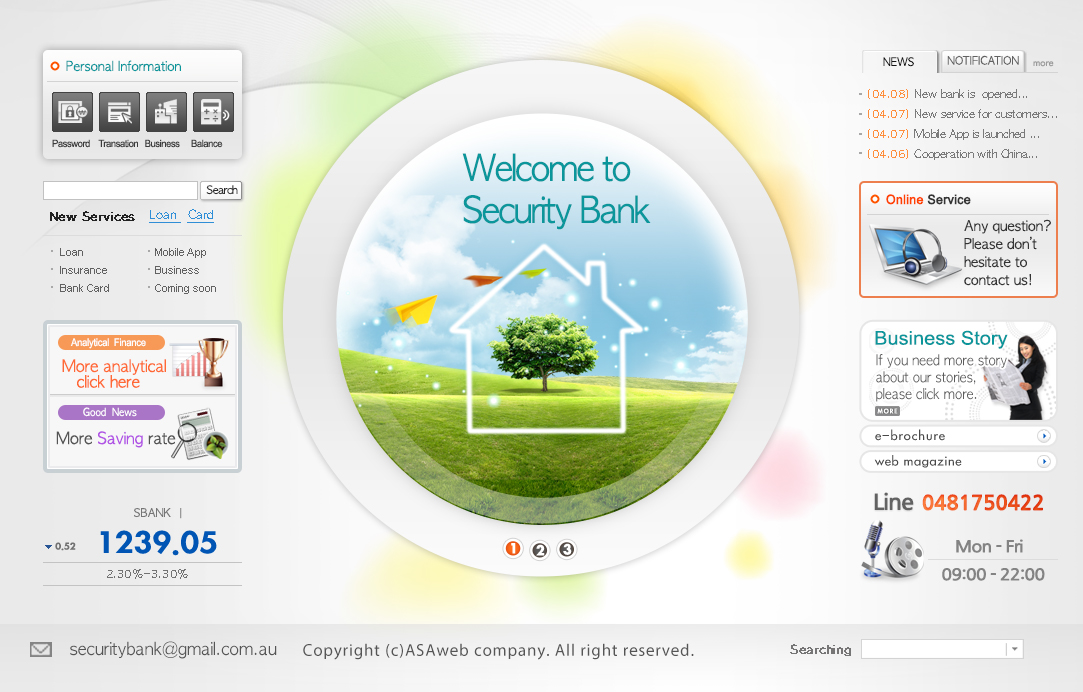 Personal Information
Password Transation Business Balance
Search
New Services Loan Card
Loan
Insurance
Bank Card
Mobile App
Business
Coming soon
Analytical Finance
More analytical
click here
Good News
More Saving rate
SBANK |
0.52 1239.05
2.30%-3.30%
Welcome to
Security Bank
1 2 3
NEWS NOTIFICATION more
(04.08) New bank is opened...
(04.07) New service for customers...
(04.07) Mobile App is launched ...
(04.06) Cooperation with China...
Online Service
Any question?
Please don't
hesitate to
contact us!
Business Story
If you need more story
about our stories,
please click more.
MORE
e-brochure
web magazine
Line 0481750422
Mon - Fri
09:00 - 22:00
securitybank@gmail.com.au Copyright (c)ASAweb company. All right reserved. Searching